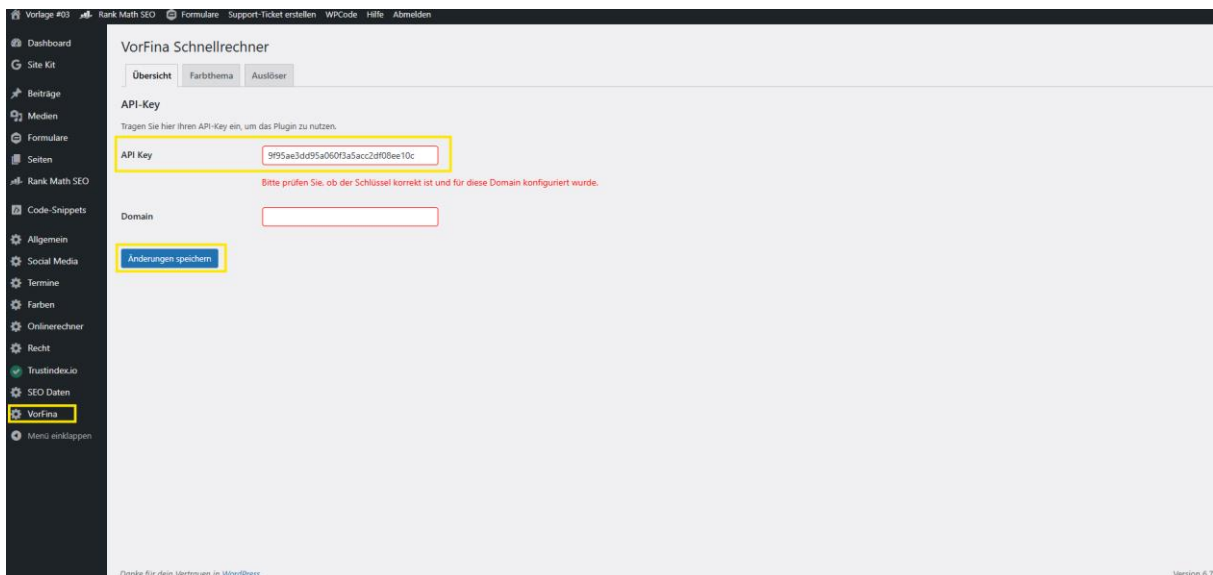 Vorlage #03 Rank Math SEO Formulare Support-Ticket erstellen WPCode Hilfe Abmelden
Dashboard
Site Kit
Beiträge
Medien
Formulare
Seiten
Rank Math SEO
Code-Snippets
Allgemein
Social Media
Termine
Farben
Onlinerechner
Recht
Trustindex.io
SEO Daten
VorFina
Menü einklappen
VorFina Schnellrechner
Übersicht Farbthema Auslöser
API-Key
Tragen Sie hier Ihren API-Key ein, um das Plugin zu nutzen.
API Key 9f95ae3dd95a060f3a5acc2df08ee10c
Bitte prüfen Sie, ob der Schlüssel korrekt ist und für diese Domain konfiguriert wurde.
Domain
Änderungen speichern
Danke für dein Vertrauen in WordPress.
Version 6.7